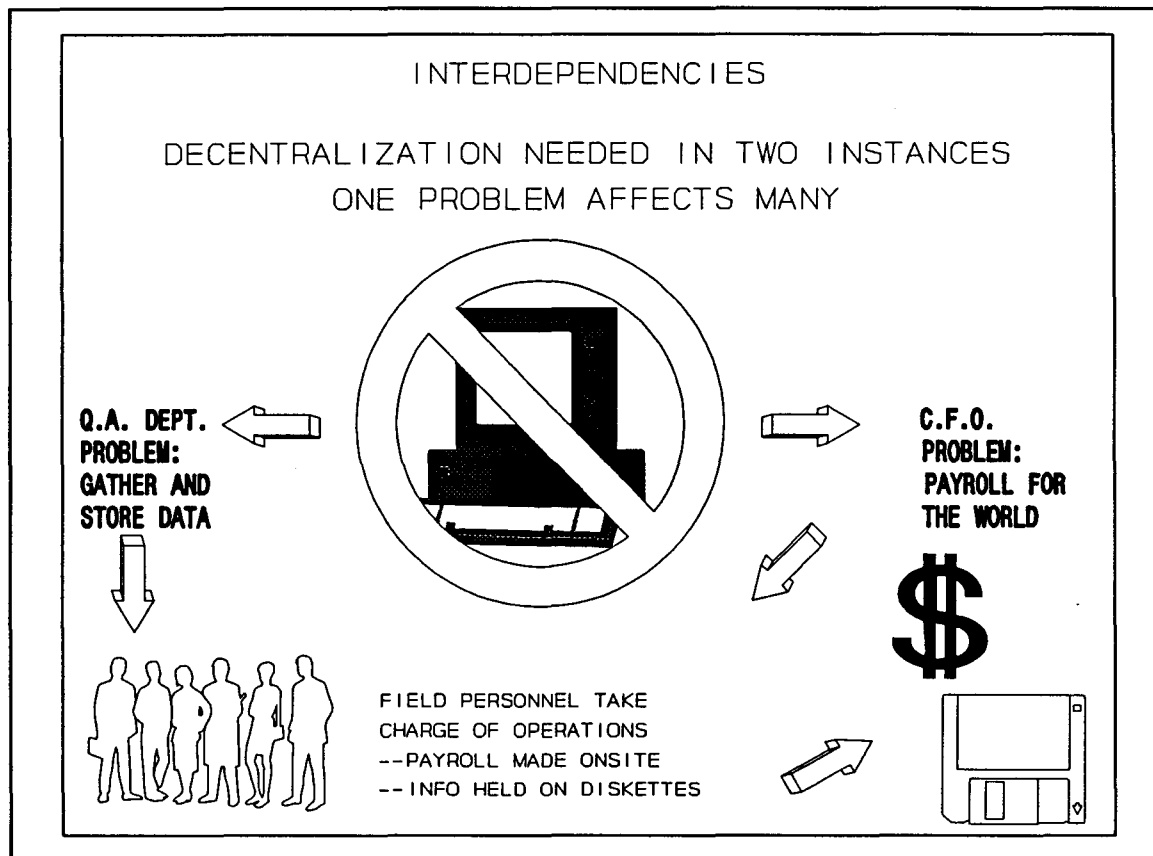 INTERDEPENDENCIES
DECENTRALIZATION NEEDED IN TWO INSTANCES
ONE PROBLEM AFFECTS MANY
Q.A. DEPT.
PROBLEM:
GATHER AND
STORE DATA
C.F.O.
PROBLEM:
PAYROLL FOR
THE WORLD
$
FIELD PERSONNEL TAKE
CHARGE OF OPERATIONS
--PAYROLL MADE ONSITE
--INFO HELD ON DISKETTES